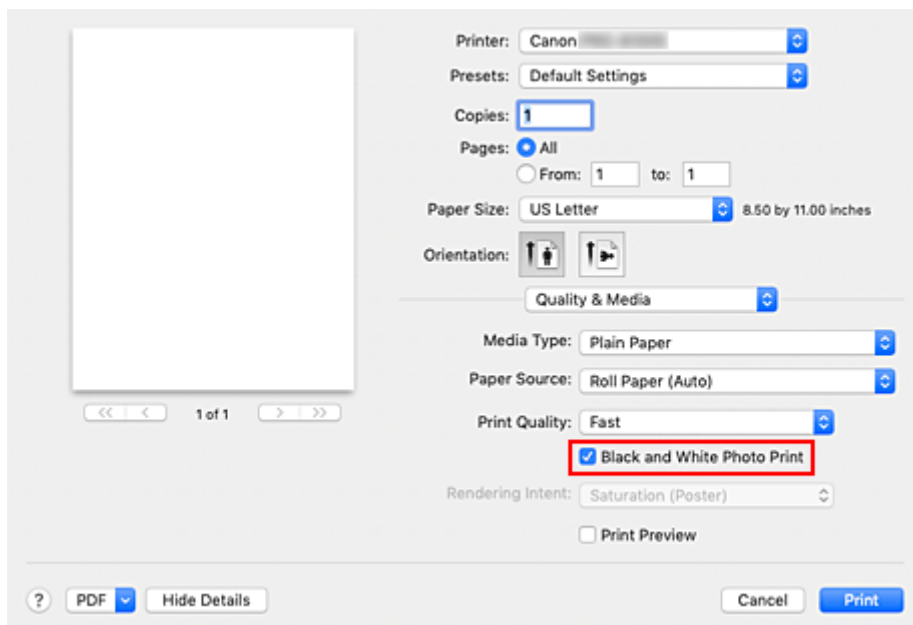 Printer: Canon
Presets: Default Settings
Copies: 1
Pages: All
From: 1 to: 1
Paper Size: US Letter 8.50 by 11.00 inches
Orientation:
Quality & Media
Media Type: Plain Paper
Paper Source: Roll Paper (Auto)
1 of 1
Print Quality: Fast
Black and White Photo Print
Rendering Intent: Saturation (Poster)
Print Preview
? PDF Hide Details Cancel Print